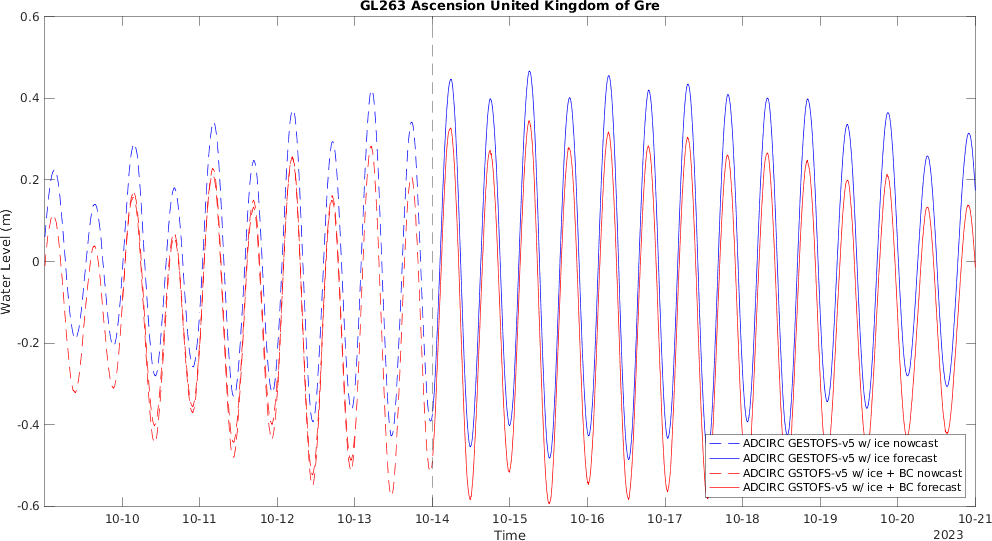 GL263 Ascension United Kingdom of Gre
0.6
0.4
0.2
0
-0.2
-0.4
-0.6
Water Level (m)
ADCIRC GESTOFS-v5 w/ ice nowcast
ADCIRC GESTOFS-v5 w/ ice forecast
ADCIRC GSTOFS-v5 w/ ice + BC nowcast
ADCIRC GSTOFS-v5 w/ ice + BC forecast
10-10 10-11 10-12 10-13 10-14 10-15 10-16 10-17 10-18 10-19 10-20 10-21
Time
2023